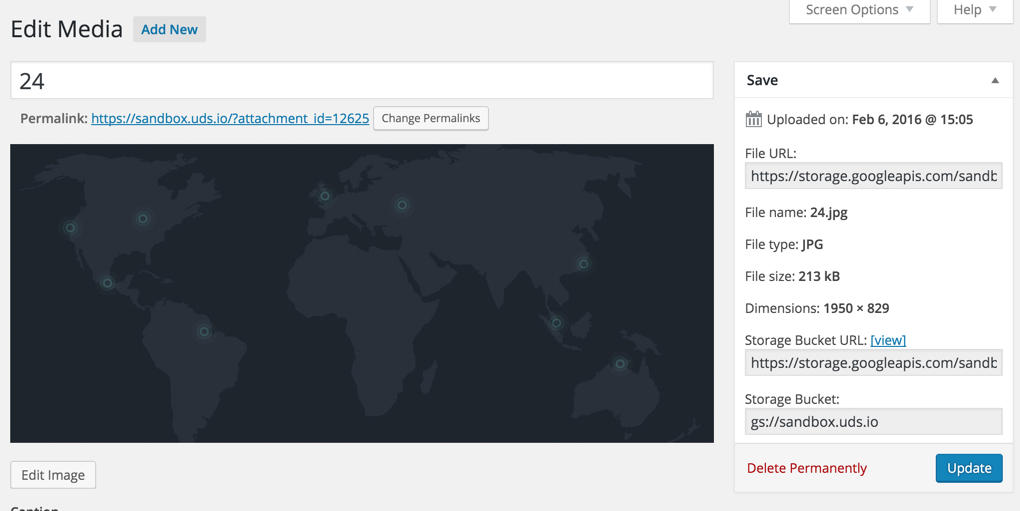 Screen Options
Help
Edit Media
Add New
24
Permalink: https://sandbox.uds.io/?attachment_id=12625
Change Permalinks
Save
Uploaded on: Feb 6, 2016 @ 15:05
File URL:
https://storage.googleapis.com/sandb
File name: 24.jpg
File type: JPG
File size: 213 kB
Dimensions: 1950 × 829
Storage Bucket URL: [view]
https://storage.googleapis.com/sandb
Storage Bucket:
gs://sandbox.uds.io
Delete Permanently
Update
Edit Image
Caption